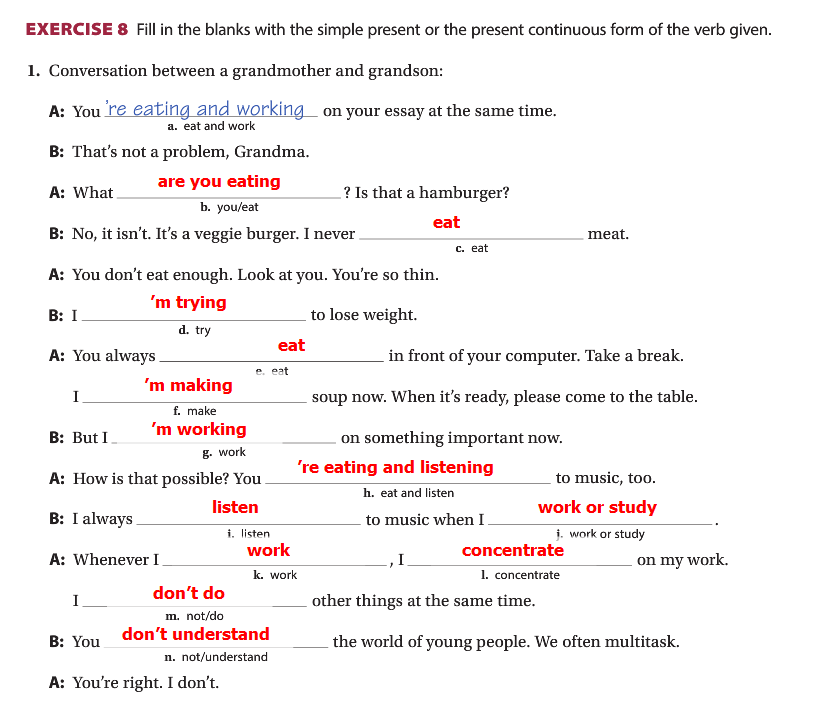 EXERCISE 8 Fill in the blanks with the simple present or the present continuous form of the verb given.
1. Conversation between a grandmother and grandson:
A: You 're eating and working on your essay at the same time.
a. eat and work
B: That's not a problem, Grandma.
A: What are you eating ? Is that a hamburger?
b. you/eat
B: No, it isn't. It's a veggie burger. I never eat meat.
c. eat
A: You don't eat enough. Look at you. You're so thin.
B: I 'm trying to lose weight.
d. try
A: You always eat in front of your computer. Take a break.
e. eat
I 'm making soup now. When it's ready, please come to the table.
f. make
B: But I 'm working on something important now.
g. work
A: How is that possible? You 're eating and listening to music, too.
h. eat and listen
B: I always listen to music when I work or study .
i. listen j. work or study
A: Whenever I work , I concentrate on my work.
k. work l. concentrate
I don't do other things at the same time.
m. not/do
B: You don't understand the world of young people. We often multitask.
n. not/understand
A: You're right. I don't.